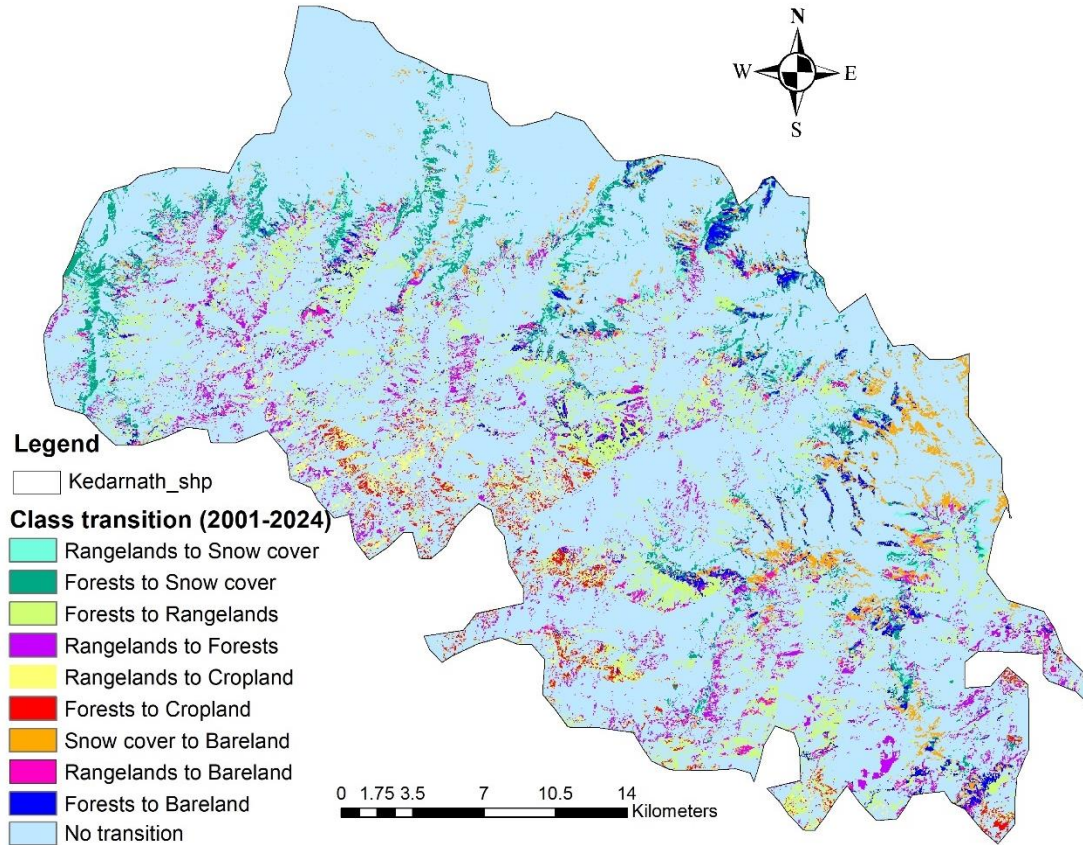 N
W E
S
Legend
Kedarnath_shp
Class transition (2001-2024)
Rangelands to Snow cover
Forests to Snow cover
Forests to Rangelands
Rangelands to Forests
Rangelands to Cropland
Forests to Cropland
Snow cover to Bareland
Rangelands to Bareland
Forests to Bareland
No transition
0 1.75 3.5 7 10.5 14
Kilometers